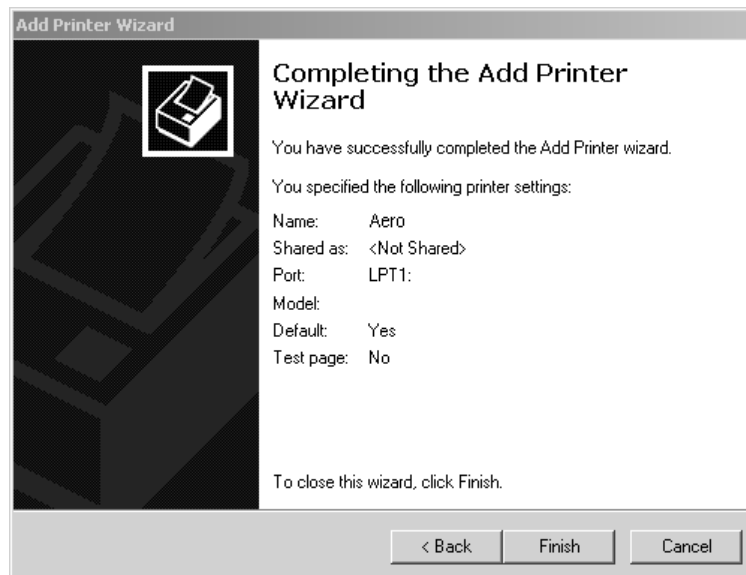 Add Printer Wizard
Completing the Add Printer
Wizard
You have successfully completed the Add Printer wizard.
You specified the following printer settings:
Name: Aero
Shared as: <Not Shared>
Port: LPT1:
Model:
Default: Yes
Test page: No
To close this wizard, click Finish.
< Back Finish Cancel